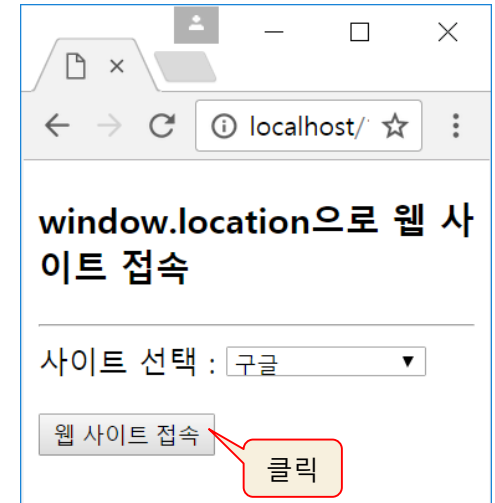 localhost/
window.location으로 웹 사
이트 접속
사이트 선택 : 구글
웹 사이트 접속
클릭